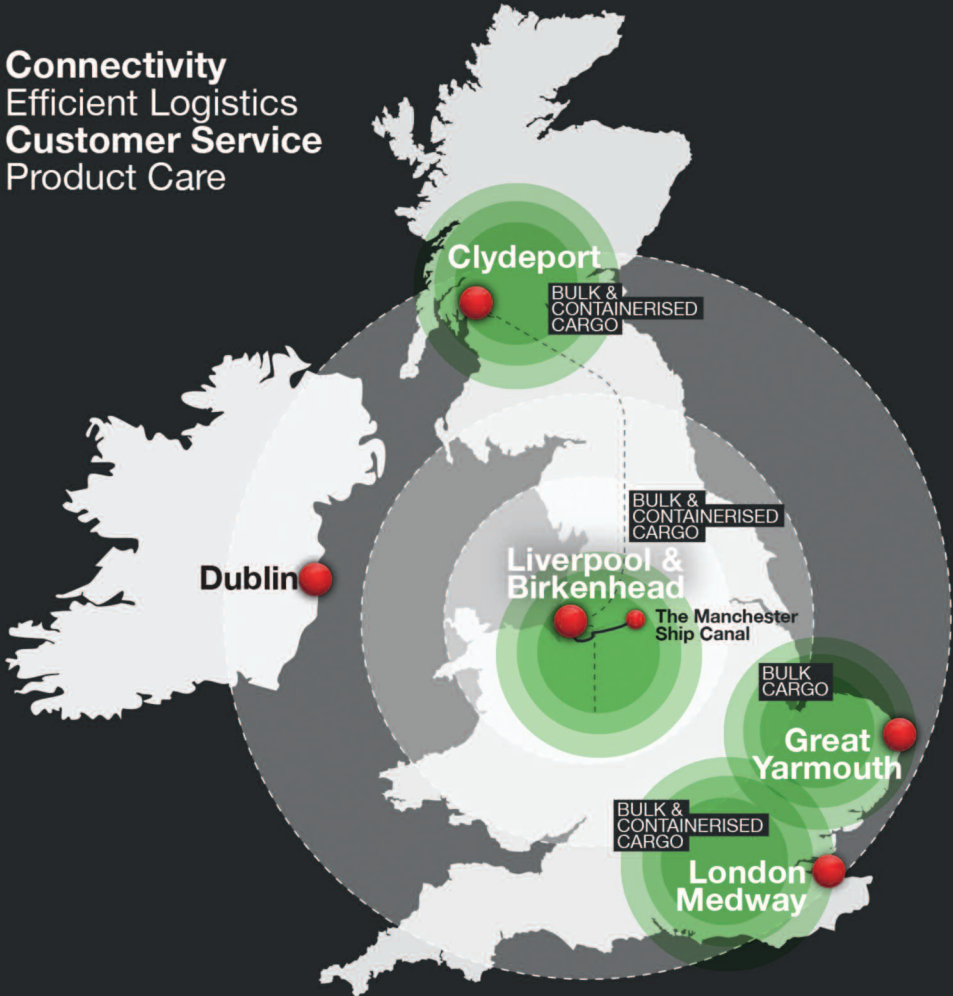 Connectivity
Efficient Logistics
Customer Service
Product Care
Clydeport
BULK &
CONTAINERISED
CARGO
BULK &
CONTAINERISED
CARGO
Liverpool &
Birkenhead
Dublin
The Manchester
Ship Canal
BULK
CARGO
Great
Yarmouth
BULK &
CONTAINERISED
CARGO
London
Medway